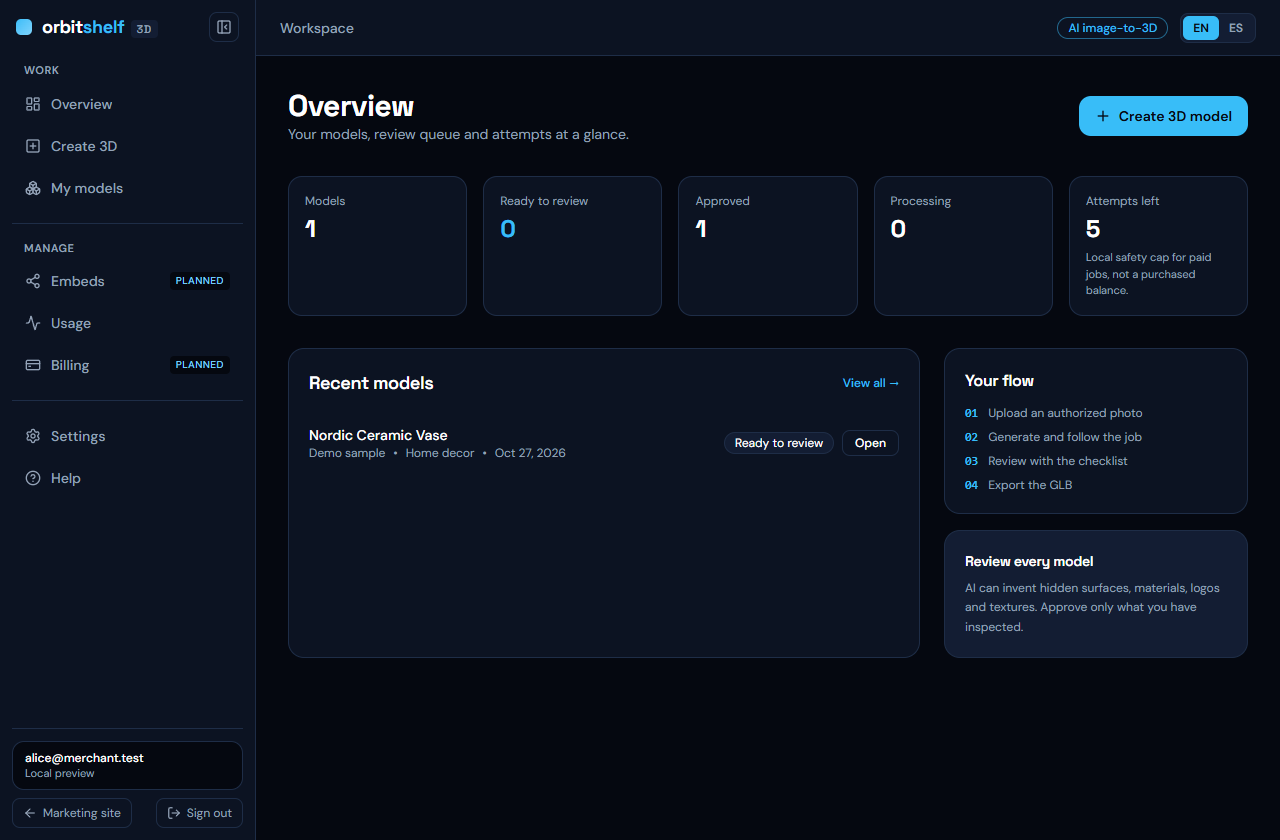 orbitshelf 3D
WORK
Overview
Create 3D
My models
MANAGE
Embeds PLANNED
Usage
Billing PLANNED
Settings
Help
alice@merchant.test
Local preview
Marketing site
Sign out
Workspace
AI image-to-3D
EN ES
Overview
Your models, review queue and attempts at a glance.
Create 3D model
Models
1
Ready to review
0
Approved
1
Processing
0
Attempts left
5
Local safety cap for paid
jobs, not a purchased
balance.
Recent models
View all →
Nordic Ceramic Vase
Demo sample • Home decor • Oct 27, 2026
Ready to review
Open
Your flow
01 Upload an authorized photo
02 Generate and follow the job
03 Review with the checklist
04 Export the GLB
Review every model
AI can invent hidden surfaces, materials, logos
and textures. Approve only what you have
inspected.